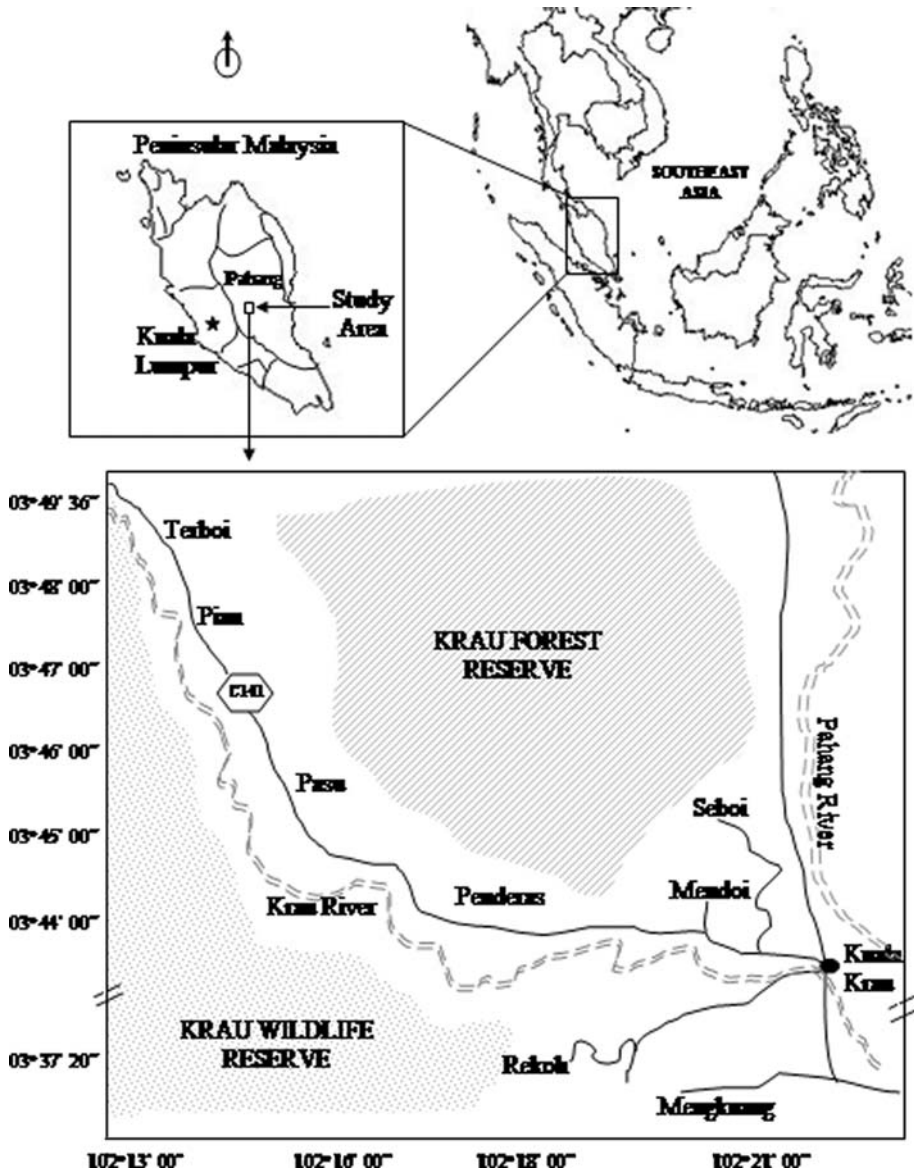 Peninsular Malaysia
SOUTHEAST
ASIA
Pahang
Study
Area
Kuala
Lumpur
03°49' 36"
Terboi
03°48' 00"
Pian
KRAU FOREST
RESERVE
03°47' 00"
Pahang River
03°46' 00"
Pasu
Seboi
03°45' 00"
Mendoi
Penderas
Krau River
03°44' 00"
Kuala
Krau
KRAU WILDLIFE
RESERVE
03°37' 20"
Rekoh
Mengkuang
102°13' 00"
102°16' 00"
102°18' 00"
102°21' 00"